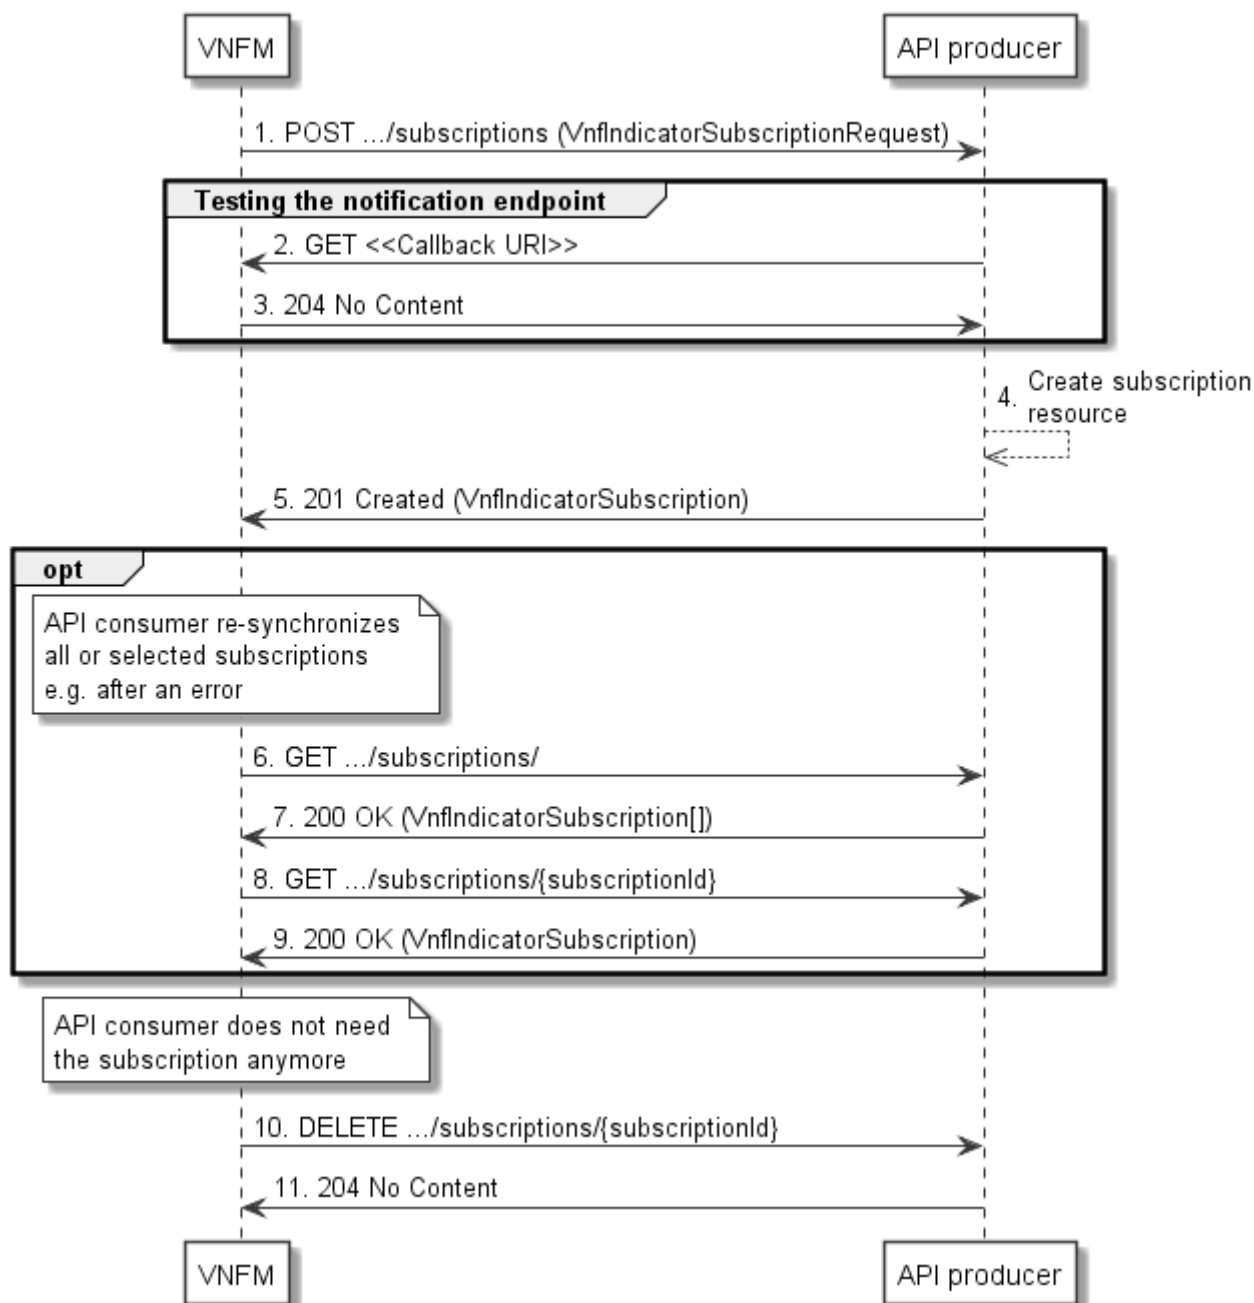 VNFM
API producer
1. POST .../subscriptions (VnfIndicatorSubscriptionRequest)
Testing the notification endpoint
2. GET <<Callback URI>>
3. 204 No Content
4. Create subscription
resource
5. 201 Created (VnfIndicatorSubscription)
opt
API consumer re-synchronizes
all or selected subscriptions
e.g. after an error
6. GET .../subscriptions/
7. 200 OK (VnfIndicatorSubscription[])
8. GET .../subscriptions/{subscriptionId}
9. 200 OK (VnfIndicatorSubscription)
API consumer does not need
the subscription anymore
10. DELETE .../subscriptions/{subscriptionId}
11. 204 No Content
VNFM
API producer